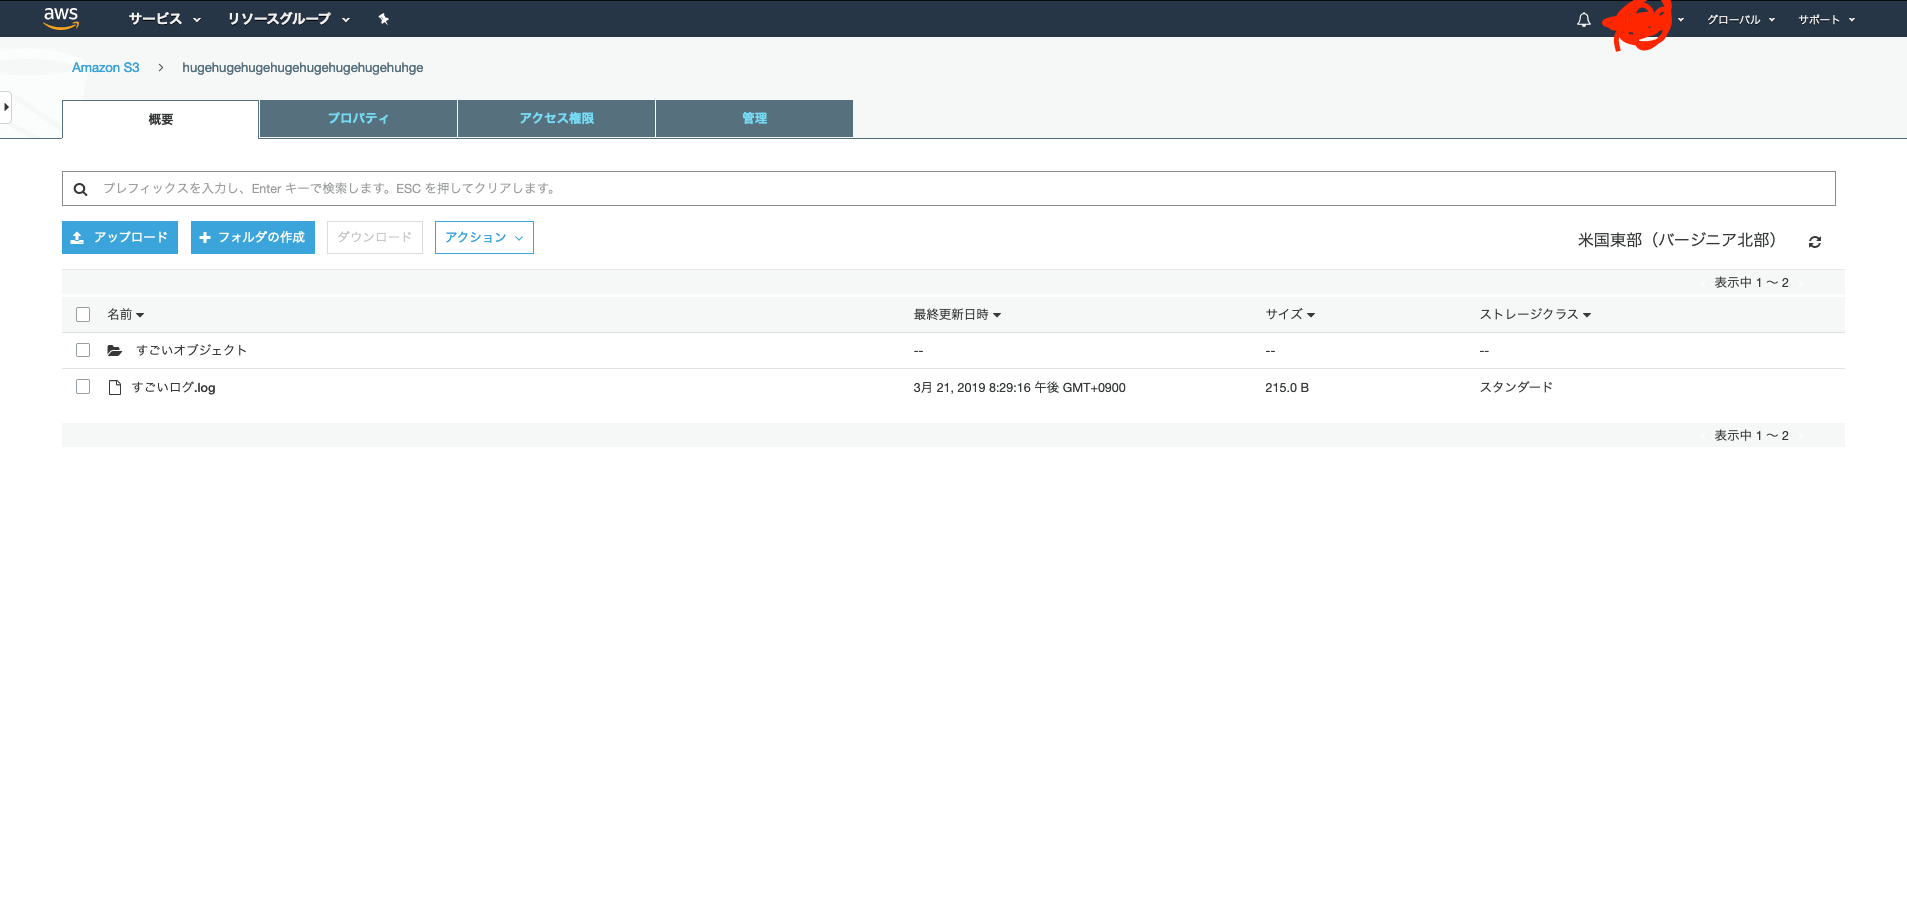 aws サービス リソースグループ グローバル サポート
Amazon S3 > hugehugehugehugehugehugehugehuhge
概要 プロパティ アクセス権限 管理
プレフィックスを入力し、Enter キーで検索します。ESC を押してクリアします。
アップロード フォルダの作成 ダウンロード アクション 米国東部（バージニア北部）
表示中 1 ～ 2
名前 最終更新日時 サイズ ストレージクラス
すごいオブジェクト -- -- --
すごいログ.log 3月 21, 2019 8:29:16 午後 GMT+0900 215.0 B スタンダード
表示中 1 ～ 2